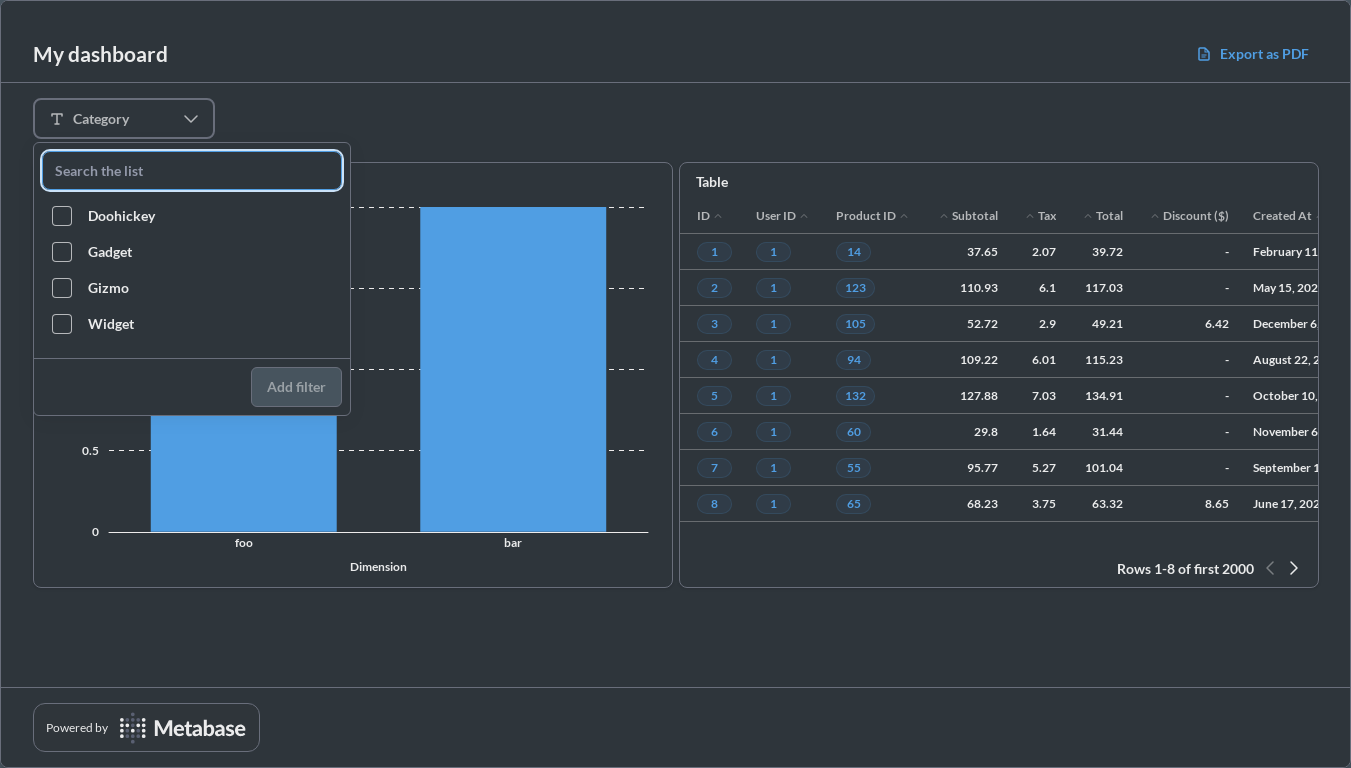 My dashboard
Export as PDF
Category
Search the list
Doohickey
Gadget
Gizmo
Widget
Add filter
0.5
0
foo bar
Dimension
Table
ID User ID Product ID Subtotal Tax Total Discount ($) Created At
1 1 14 37.65 2.07 39.72 - February 11
2 1 123 110.93 6.1 117.03 - May 15, 202
3 1 105 52.72 2.9 49.21 6.42 December 6,
4 1 94 109.22 6.01 115.23 - August 22, 2
5 1 132 127.88 7.03 134.91 - October 10,
6 1 60 29.8 1.64 31.44 - November 6
7 1 55 95.77 5.27 101.04 - September 1
8 1 65 68.23 3.75 63.32 8.65 June 17, 202
Rows 1-8 of first 2000
Powered by Metabase